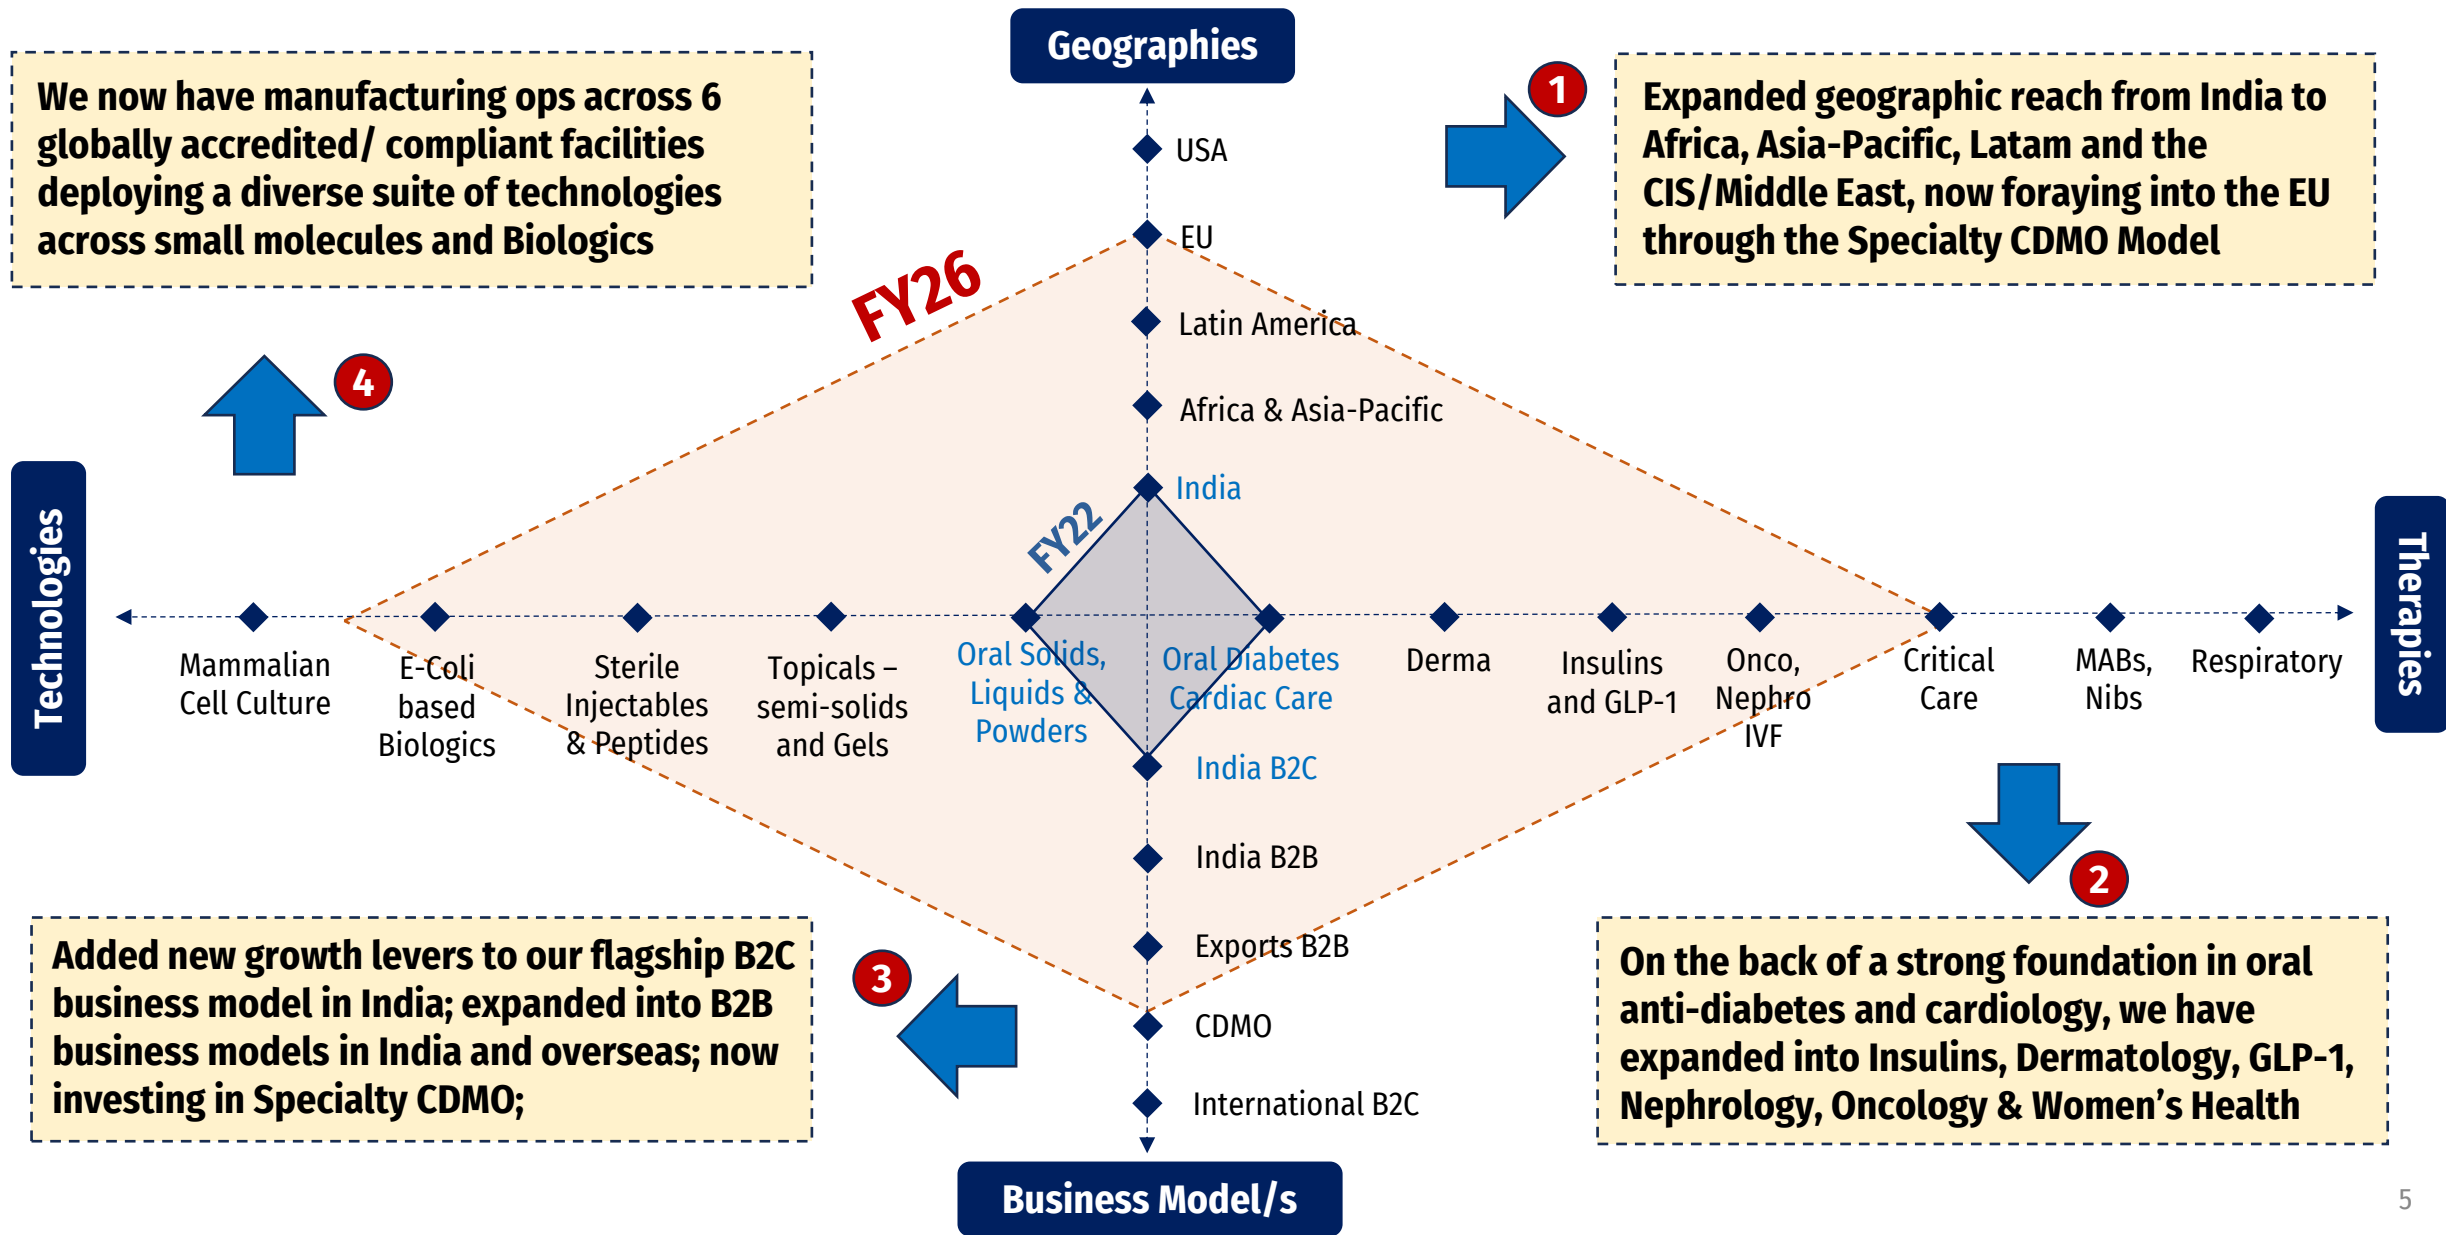 Geographies
We now have manufacturing ops across 6
globally accredited/ compliant facilities
deploying a diverse suite of technologies
across small molecules and Biologics
1
Expanded geographic reach from India to
Africa, Asia-Pacific, Latam and the
CIS/Middle East, now foraying into the EU
through the Specialty CDMO Model
USA
EU
FY26
Latin America
4
Africa & Asia-Pacific
India
FY22
Technologies
Therapies
Mammalian
Cell Culture
E-Coli
based
Biologics
Sterile
Injectables
& Peptides
Topicals –
semi-solids
and Gels
Oral Solids,
Liquids &
Powders
Oral Diabetes
Cardiac Care
Derma
Insulins
and GLP-1
Onco,
Nephro
IVF
Critical
Care
MABs,
Nibs
Respiratory
India B2C
India B2B
Exports B2B
CDMO
International B2C
2
3
Added new growth levers to our flagship B2C
business model in India; expanded into B2B
business models in India and overseas; now
investing in Specialty CDMO;
On the back of a strong foundation in oral
anti-diabetes and cardiology, we have
expanded into Insulins, Dermatology, GLP-1,
Nephrology, Oncology & Women’s Health
Business Model/s
5